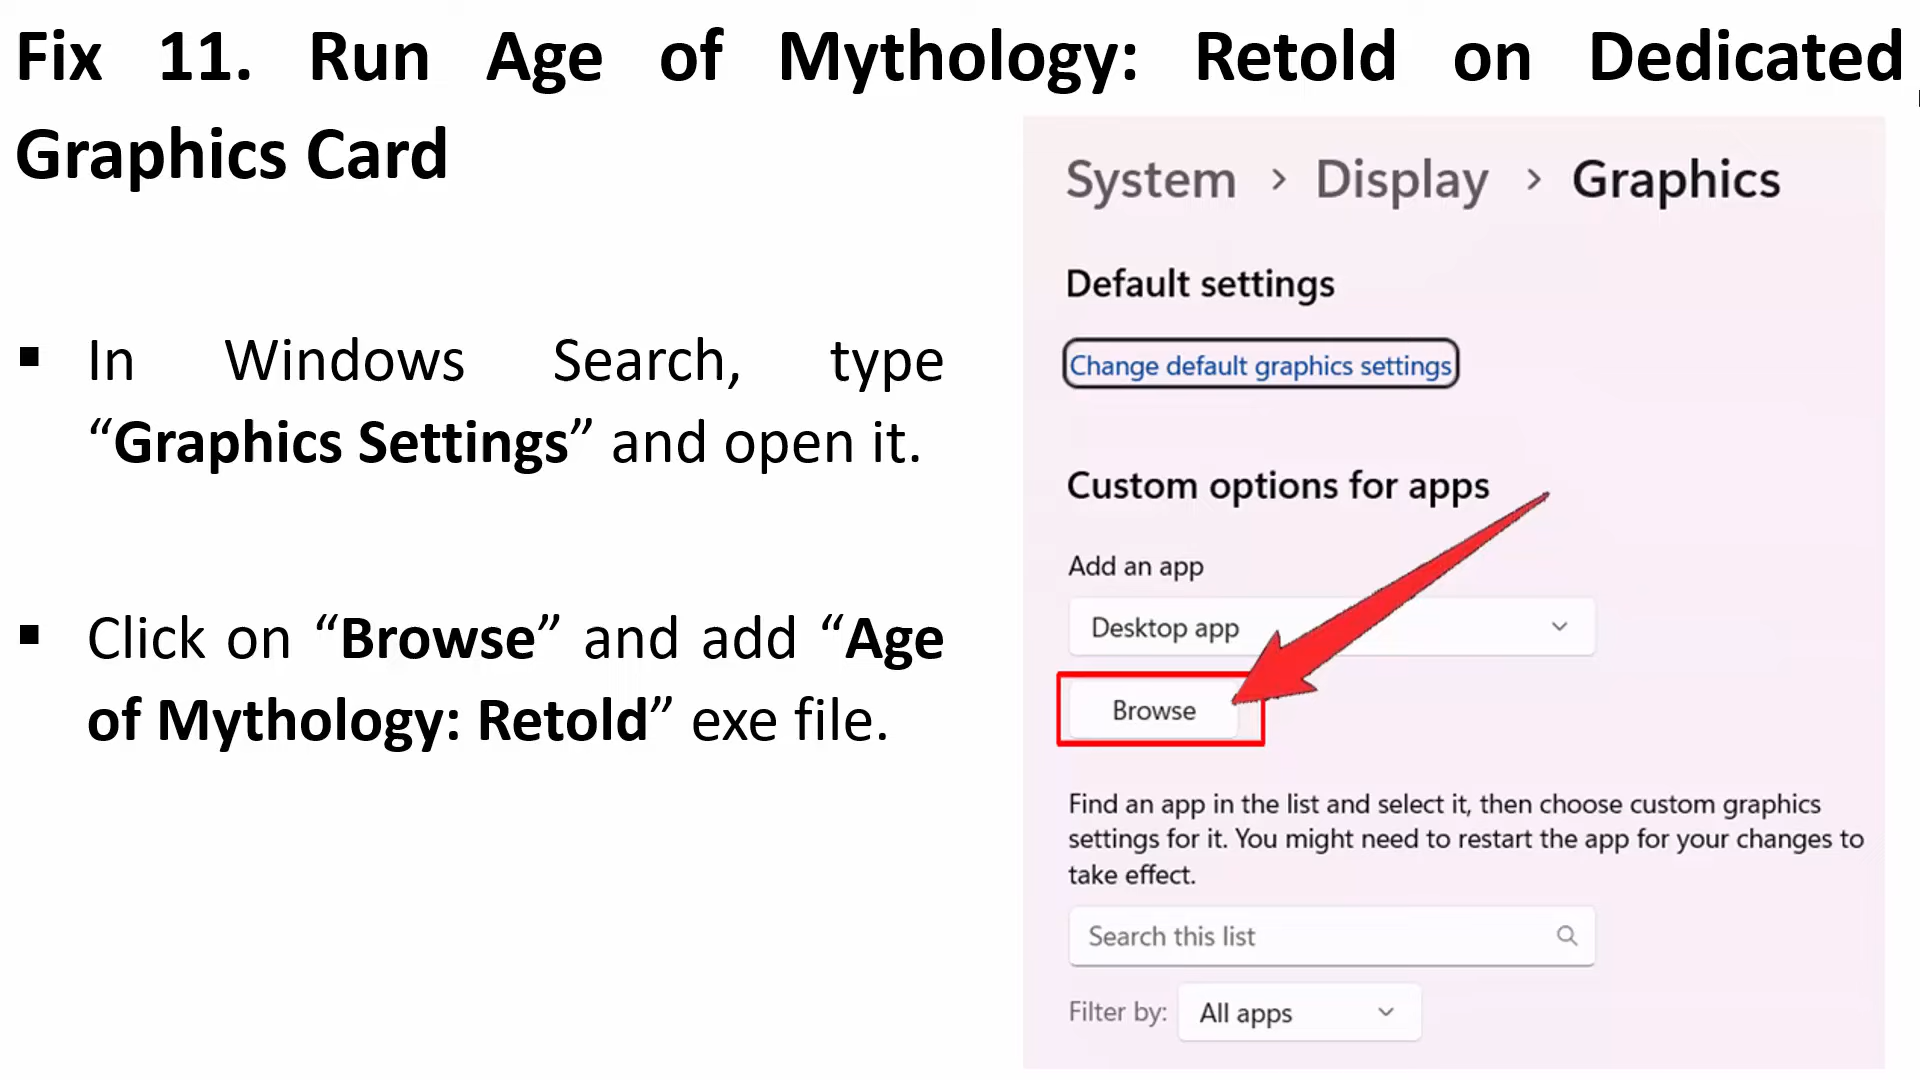 Fix 11. Run Age of Mythology: Retold on Dedicated
Graphics Card
▪ In Windows Search, type
“Graphics Settings” and open it.
▪ Click on “Browse” and add “Age
of Mythology: Retold” exe file.
System > Display > Graphics
Default settings
Change default graphics settings
Custom options for apps
Add an app
Desktop app
Browse
Find an app in the list and select it, then choose custom graphics
settings for it. You might need to restart the app for your changes to
take effect.
Search this list
Filter by: All apps